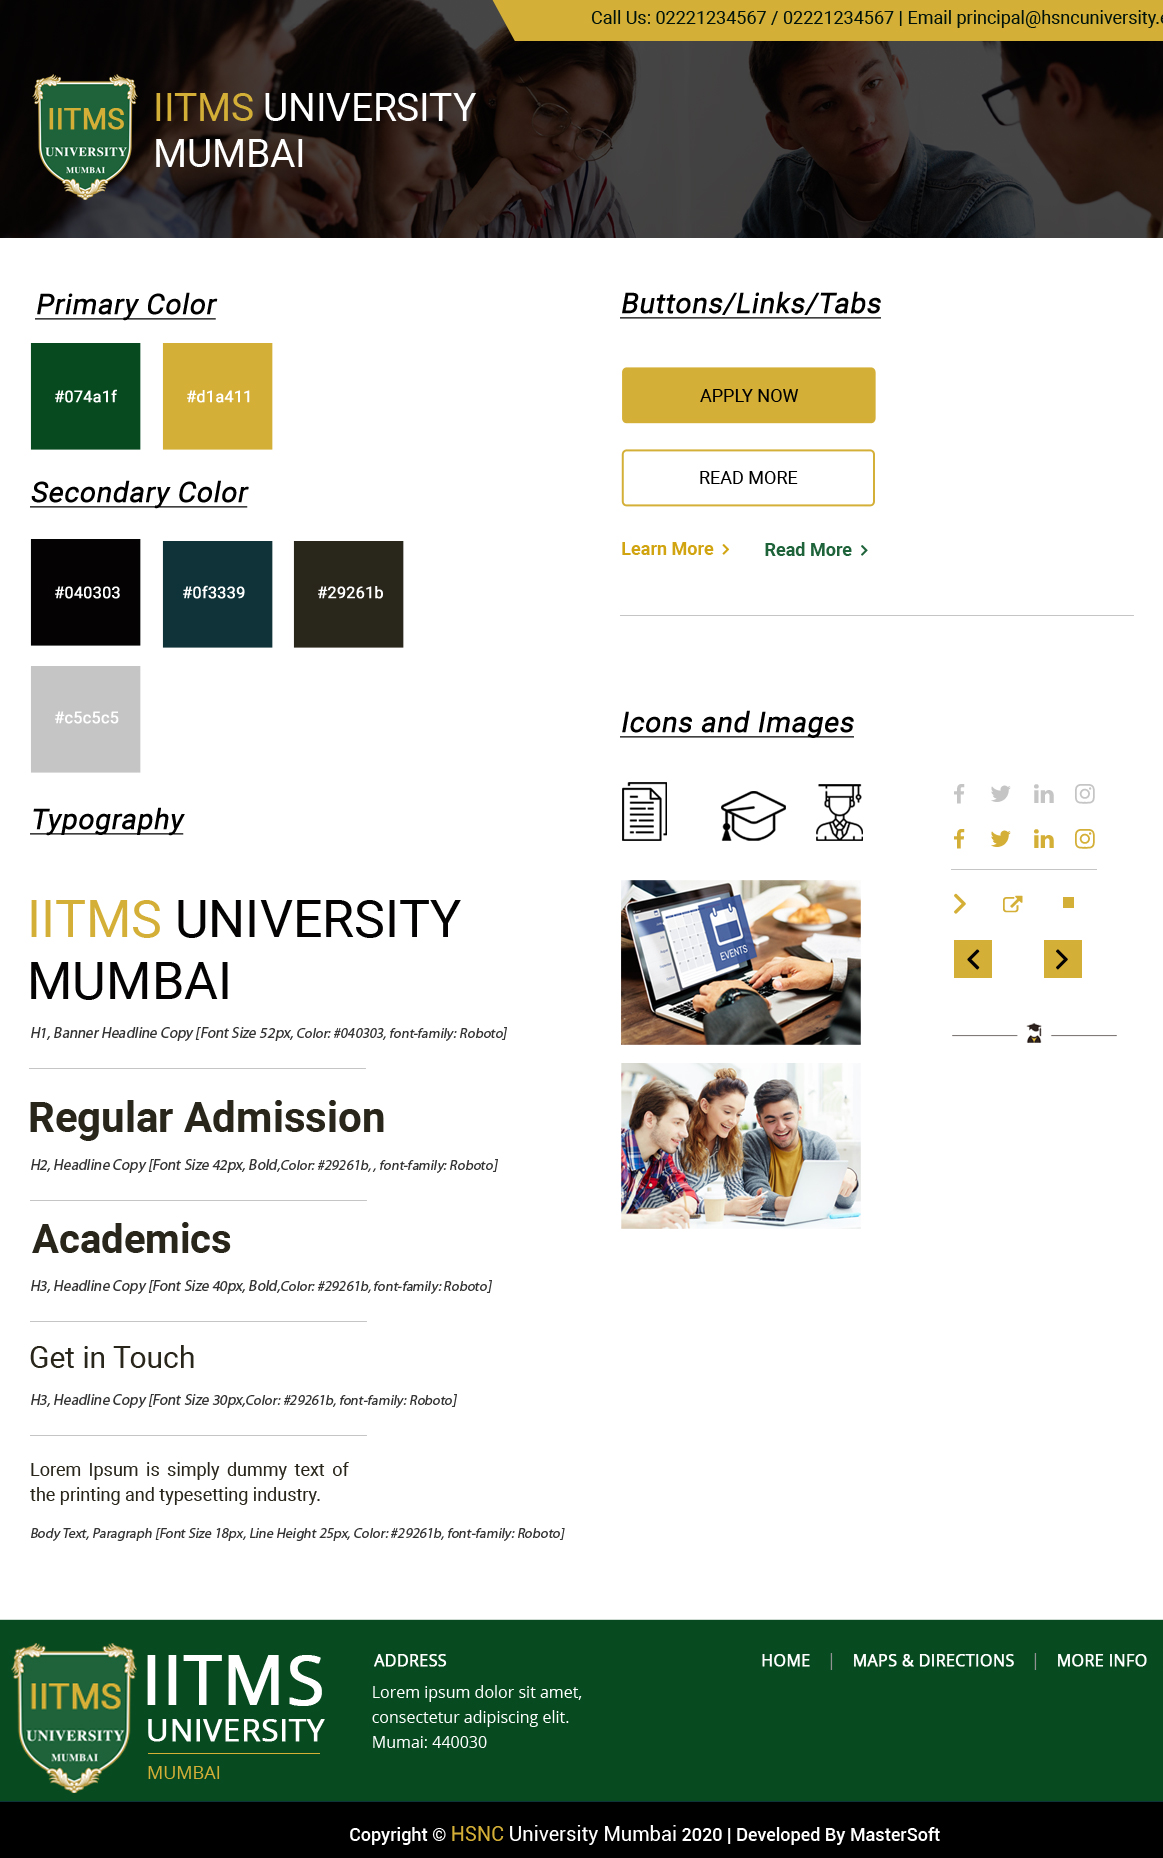 Call Us: 02221234567 / 02221234567 | Email principal@hsncuniversity.e
IITMS
UNIVERSITY
MUMBAI
IITMS UNIVERSITY
MUMBAI
Primary Color
#074a1f
#d1a411
Secondary Color
#040303
#0f3339
#29261b
#c5c5c5
Typography
IITMS UNIVERSITY
MUMBAI
H1, Banner Headline Copy [Font Size 52px, Color: #040303, font-family: Roboto]
Regular Admission
H2, Headline Copy [Font Size 42px, Bold,Color: #29261b, , font-family: Roboto]
Academics
H3, Headline Copy [Font Size 40px, Bold,Color: #29261b, font-family: Roboto]
Get in Touch
H3, Headline Copy [Font Size 30px,Color: #29261b, font-family: Roboto]
Lorem Ipsum is simply dummy text of
the printing and typesetting industry.
Body Text, Paragraph [Font Size 18px, Line Height 25px, Color: #29261b, font-family: Roboto]
Buttons/Links/Tabs
APPLY NOW
READ MORE
Learn More
Read More
Icons and Images
EVENTS
IITMS
UNIVERSITY
MUMBAI
IITMS
UNIVERSITY
MUMBAI
ADDRESS
Lorem ipsum dolor sit amet,
consectetur adipiscing elit.
Mumai: 440030
HOME | MAPS & DIRECTIONS | MORE INFO
Copyright © HSNC University Mumbai 2020 | Developed By MasterSoft